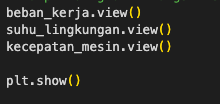 beban_kerja.view()
suhu_lingkungan.view()
kecepatan_mesin.view()
plt.show()